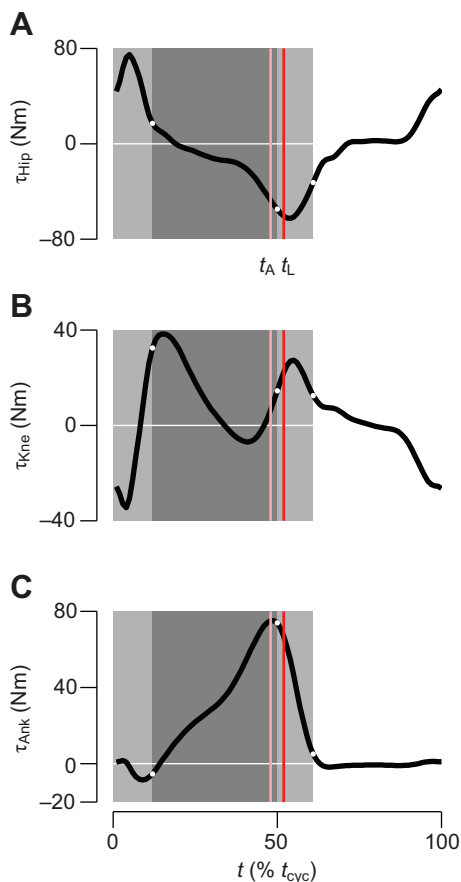 A
80
0
–80
τHip (Nm)
tA tL
B
40
0
–40
τKne (Nm)
C
80
40
0
–20
τAnk (Nm)
0 50 100
t (% tcyc)